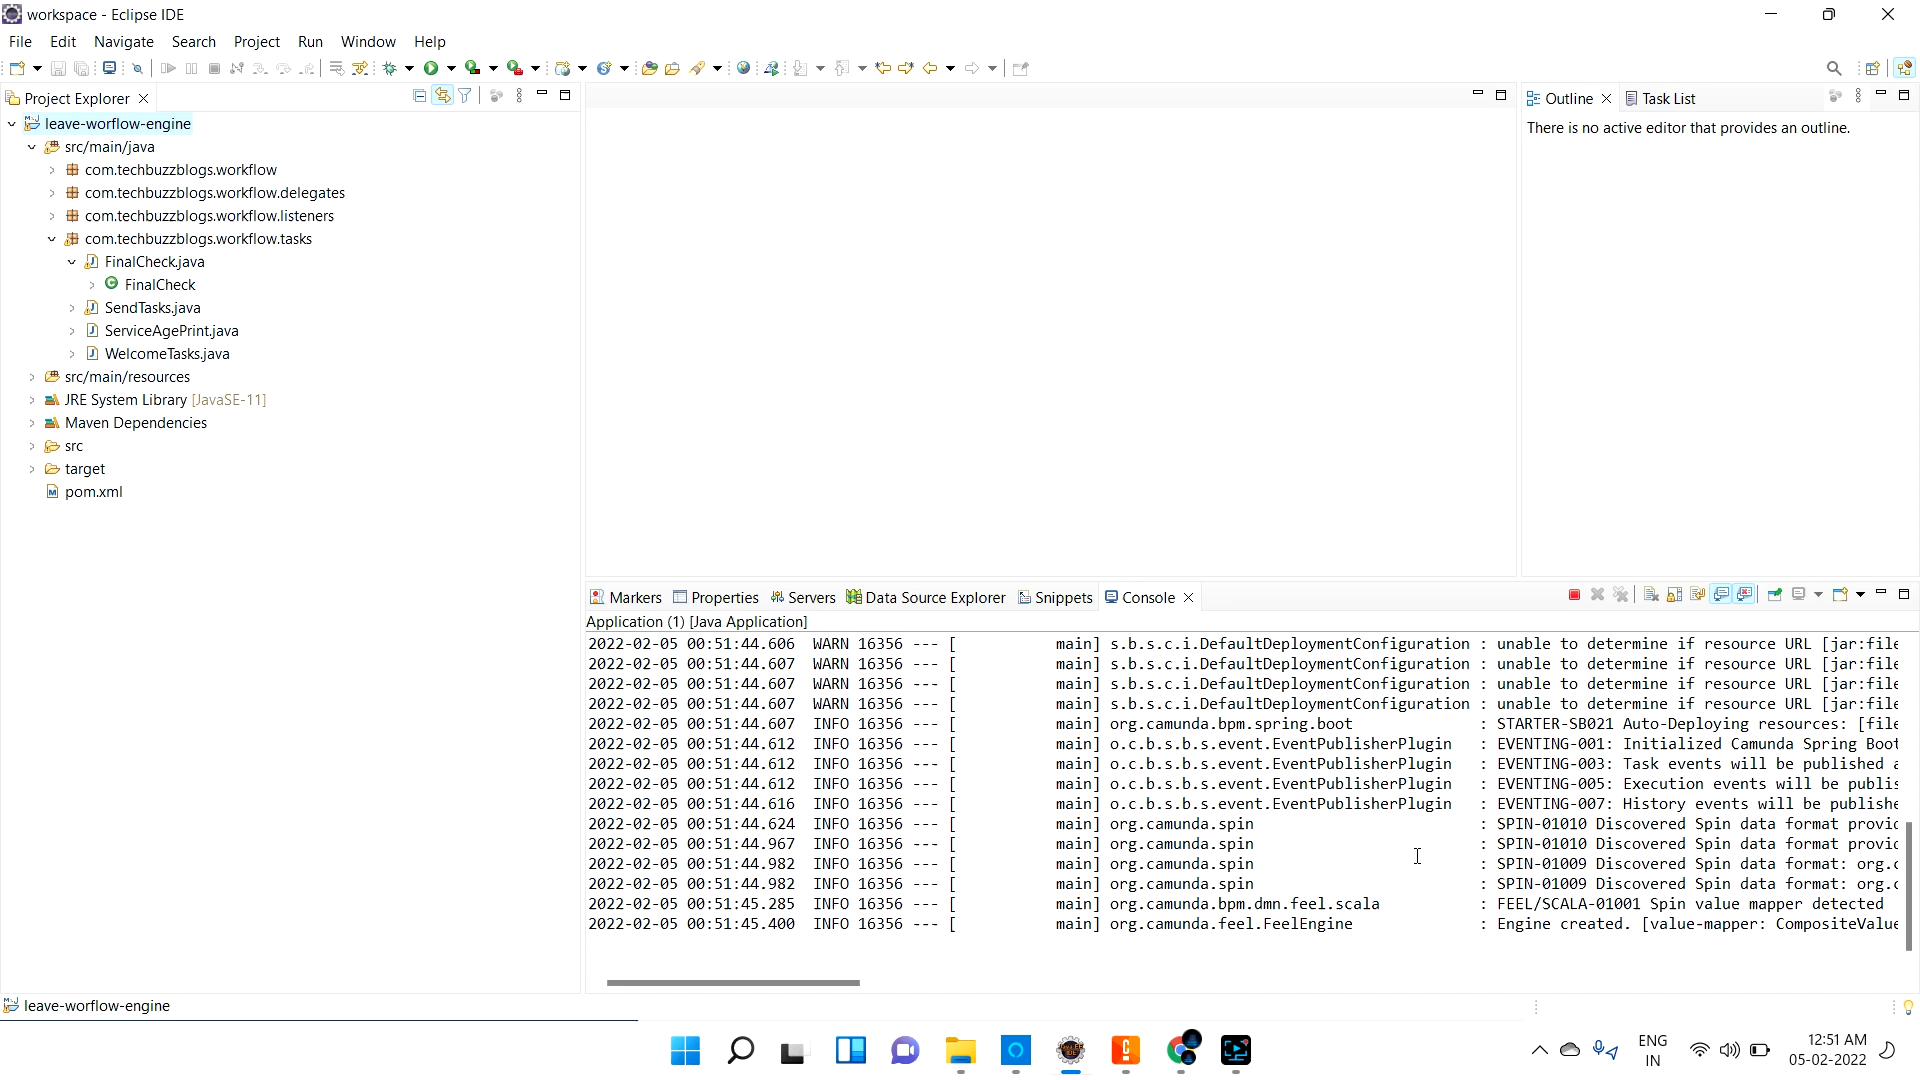 workspace - Eclipse IDE
File Edit Navigate Search Project Run Window Help
Project Explorer
leave-worflow-engine
src/main/java
com.techbuzzblogs.workflow
com.techbuzzblogs.workflow.delegates
com.techbuzzblogs.workflow.listeners
com.techbuzzblogs.workflow.tasks
FinalCheck.java
FinalCheck
SendTasks.java
ServiceAgePrint.java
WelcomeTasks.java
src/main/resources
JRE System Library [JavaSE-11]
Maven Dependencies
src
target
pom.xml
Outline Task List
There is no active editor that provides an outline.
Markers Properties Servers Data Source Explorer Snippets Console
Application (1) [Java Application]
2022-02-05 00:51:44.606 WARN 16356 --- [ main] s.b.s.c.i.DefaultDeploymentConfiguration : unable to determine if resource URL [jar:file
2022-02-05 00:51:44.607 WARN 16356 --- [ main] s.b.s.c.i.DefaultDeploymentConfiguration : unable to determine if resource URL [jar:file
2022-02-05 00:51:44.607 WARN 16356 --- [ main] s.b.s.c.i.DefaultDeploymentConfiguration : unable to determine if resource URL [jar:file
2022-02-05 00:51:44.607 WARN 16356 --- [ main] s.b.s.c.i.DefaultDeploymentConfiguration : unable to determine if resource URL [jar:file
2022-02-05 00:51:44.607 INFO 16356 --- [ main] org.camunda.bpm.spring.boot : STARTER-SB021 Auto-Deploying resources: [file
2022-02-05 00:51:44.612 INFO 16356 --- [ main] o.c.b.s.b.s.event.EventPublisherPlugin : EVENTING-001: Initialized Camunda Spring Boot
2022-02-05 00:51:44.612 INFO 16356 --- [ main] o.c.b.s.b.s.event.EventPublisherPlugin : EVENTING-003: Task events will be published a
2022-02-05 00:51:44.612 INFO 16356 --- [ main] o.c.b.s.b.s.event.EventPublisherPlugin : EVENTING-005: Execution events will be publis
2022-02-05 00:51:44.616 INFO 16356 --- [ main] o.c.b.s.b.s.event.EventPublisherPlugin : EVENTING-007: History events will be publishe
2022-02-05 00:51:44.624 INFO 16356 --- [ main] org.camunda.spin : SPIN-01010 Discovered Spin data format provic
2022-02-05 00:51:44.967 INFO 16356 --- [ main] org.camunda.spin : SPIN-01010 Discovered Spin data format provic
2022-02-05 00:51:44.982 INFO 16356 --- [ main] org.camunda.spin : SPIN-01009 Discovered Spin data format: org.c
2022-02-05 00:51:44.982 INFO 16356 --- [ main] org.camunda.spin : SPIN-01009 Discovered Spin data format: org.c
2022-02-05 00:51:45.285 INFO 16356 --- [ main] org.camunda.bpm.dmn.feel.scala : FEEL/SCALA-01001 Spin value mapper detected
2022-02-05 00:51:45.400 INFO 16356 --- [ main] org.camunda.feel.FeelEngine : Engine created. [value-mapper: CompositeValue
leave-worflow-engine
ENG
IN
12:51 AM
05-02-2022